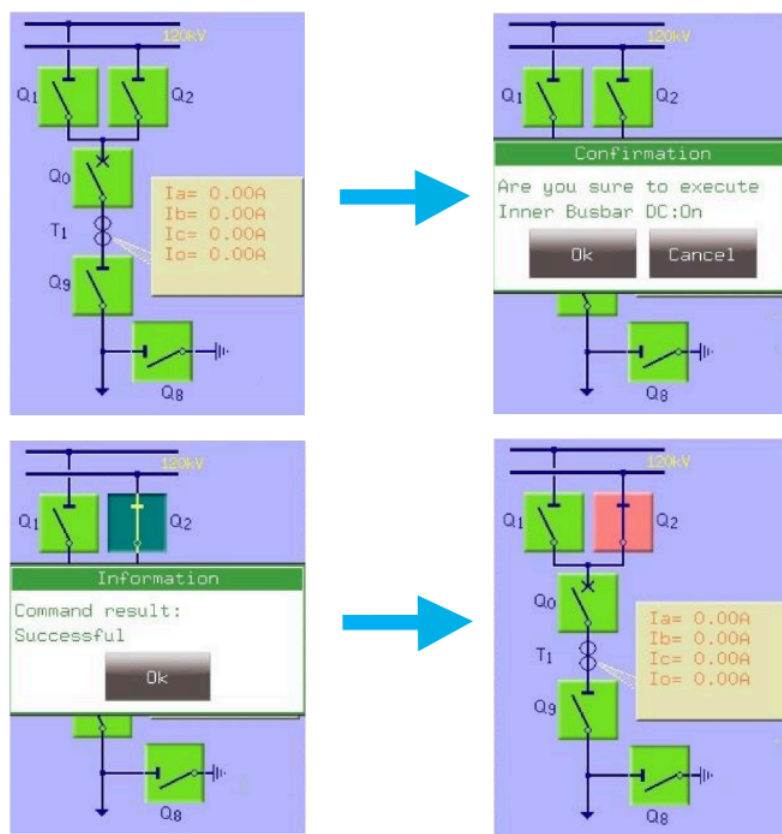 120kV
Q1
Q2
Q0
T1
Ia= 0.00A
Ib= 0.00A
Ic= 0.00A
Io= 0.00A
Q9
Q8
120kV
Q1
Q2
Confirmation
Are you sure to execute
Inner Busbar DC:On
Ok
Cancel
Q8
120kV
Q1
Q2
Information
Command result:
Successful
Ok
Q8
120kV
Q1
Q2
Q0
T1
Ia= 0.00A
Ib= 0.00A
Ic= 0.00A
Io= 0.00A
Q9
Q8